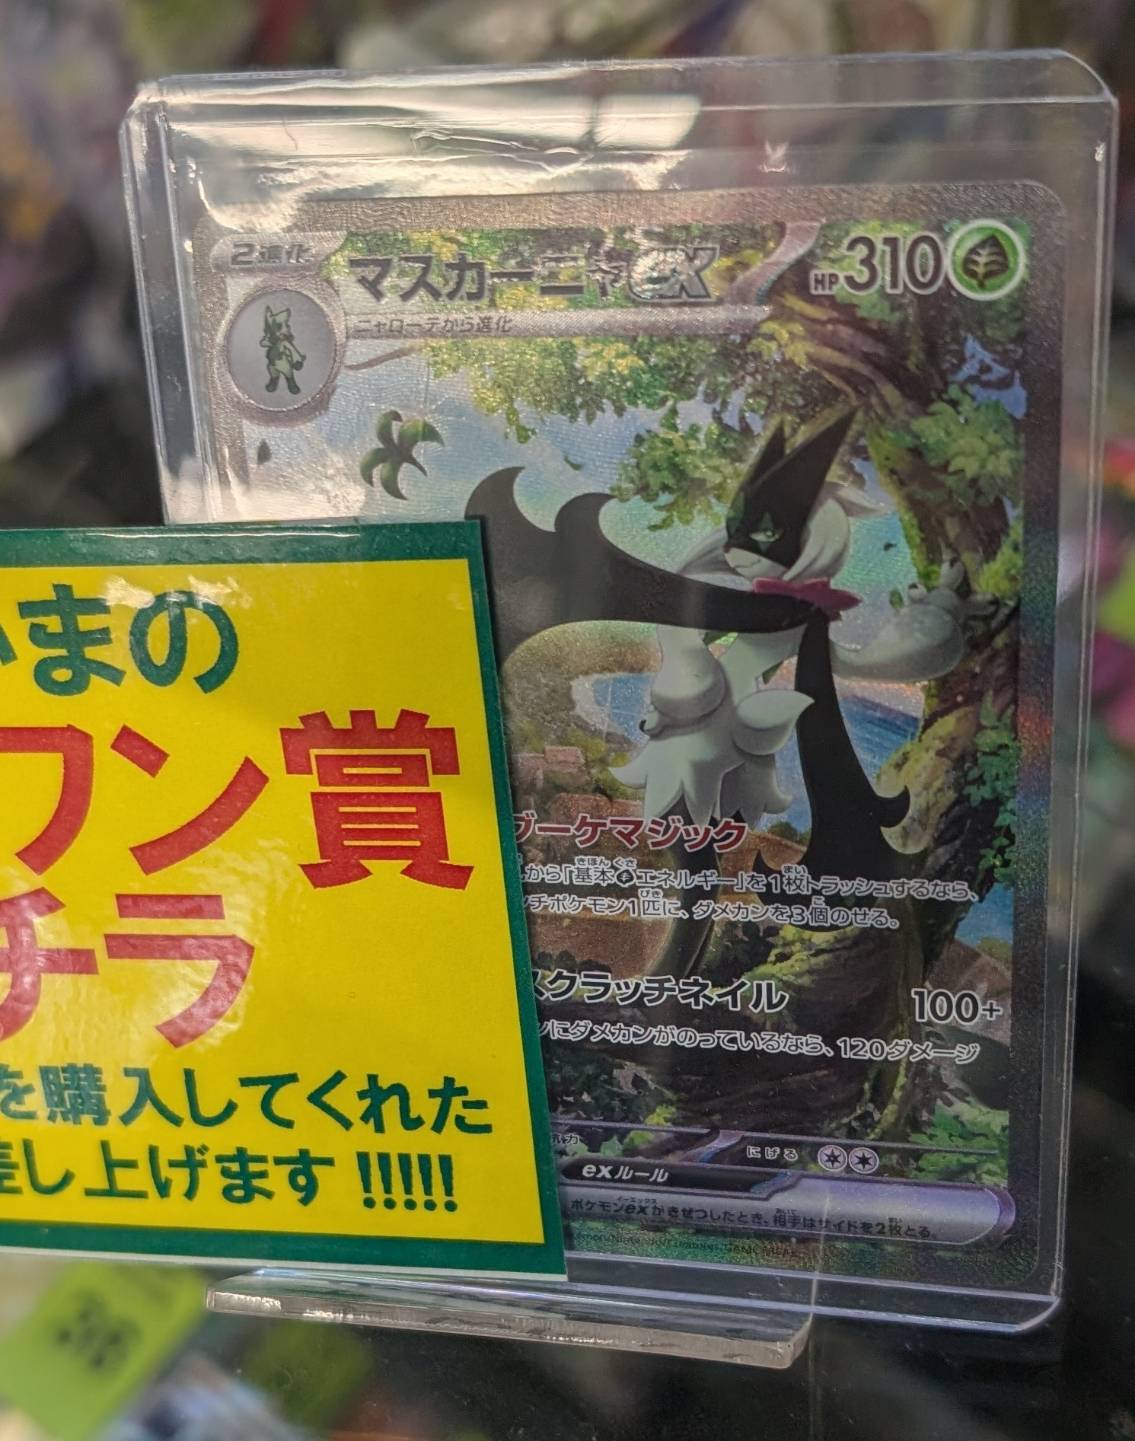 2進化
マスカーニャex
HP310
ニャローテから進化
まの
ワン賞
チラ
を購入してくれた
差し上げます!!!!!
ブーケマジック
から「基本エネルギー」を1枚トラッシュするなら、
チポケモン1匹に、ダメカンを3個のせる。
スクラッチネイル 100+
ンにダメカンがのっているなら、120ダメージ
抗力
にげる
exルール
ポケモンexがきぜつしたとき、相手はサイドを2枚とる。